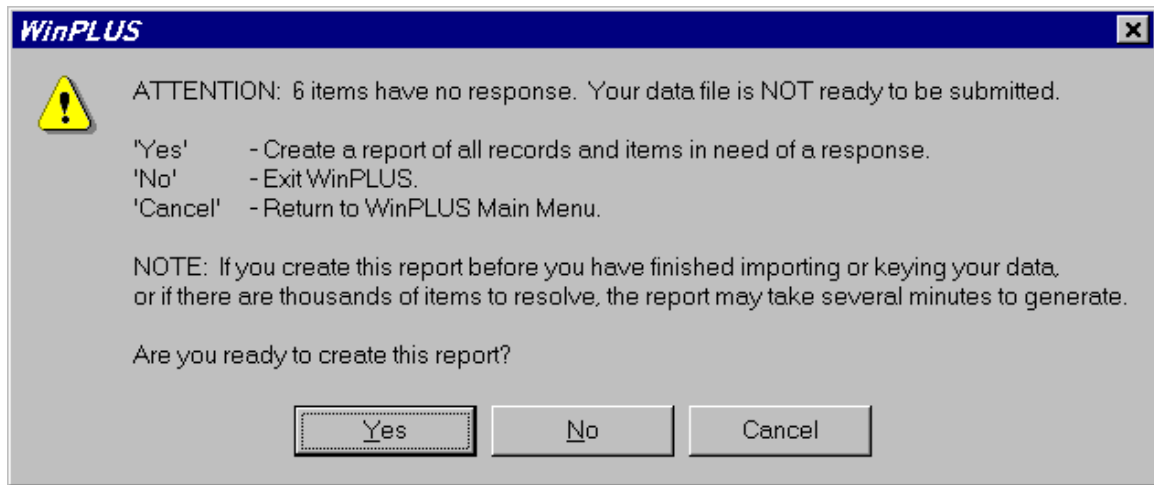 WinPLUS
ATTENTION: 6 items have no response. Your data file is NOT ready to be submitted.
'Yes' - Create a report of all records and items in need of a response.
'No' - Exit WinPLUS.
'Cancel' - Return to WinPLUS Main Menu.
NOTE: If you create this report before you have finished importing or keying your data,
or if there are thousands of items to resolve, the report may take several minutes to generate.
Are you ready to create this report?
Yes No Cancel